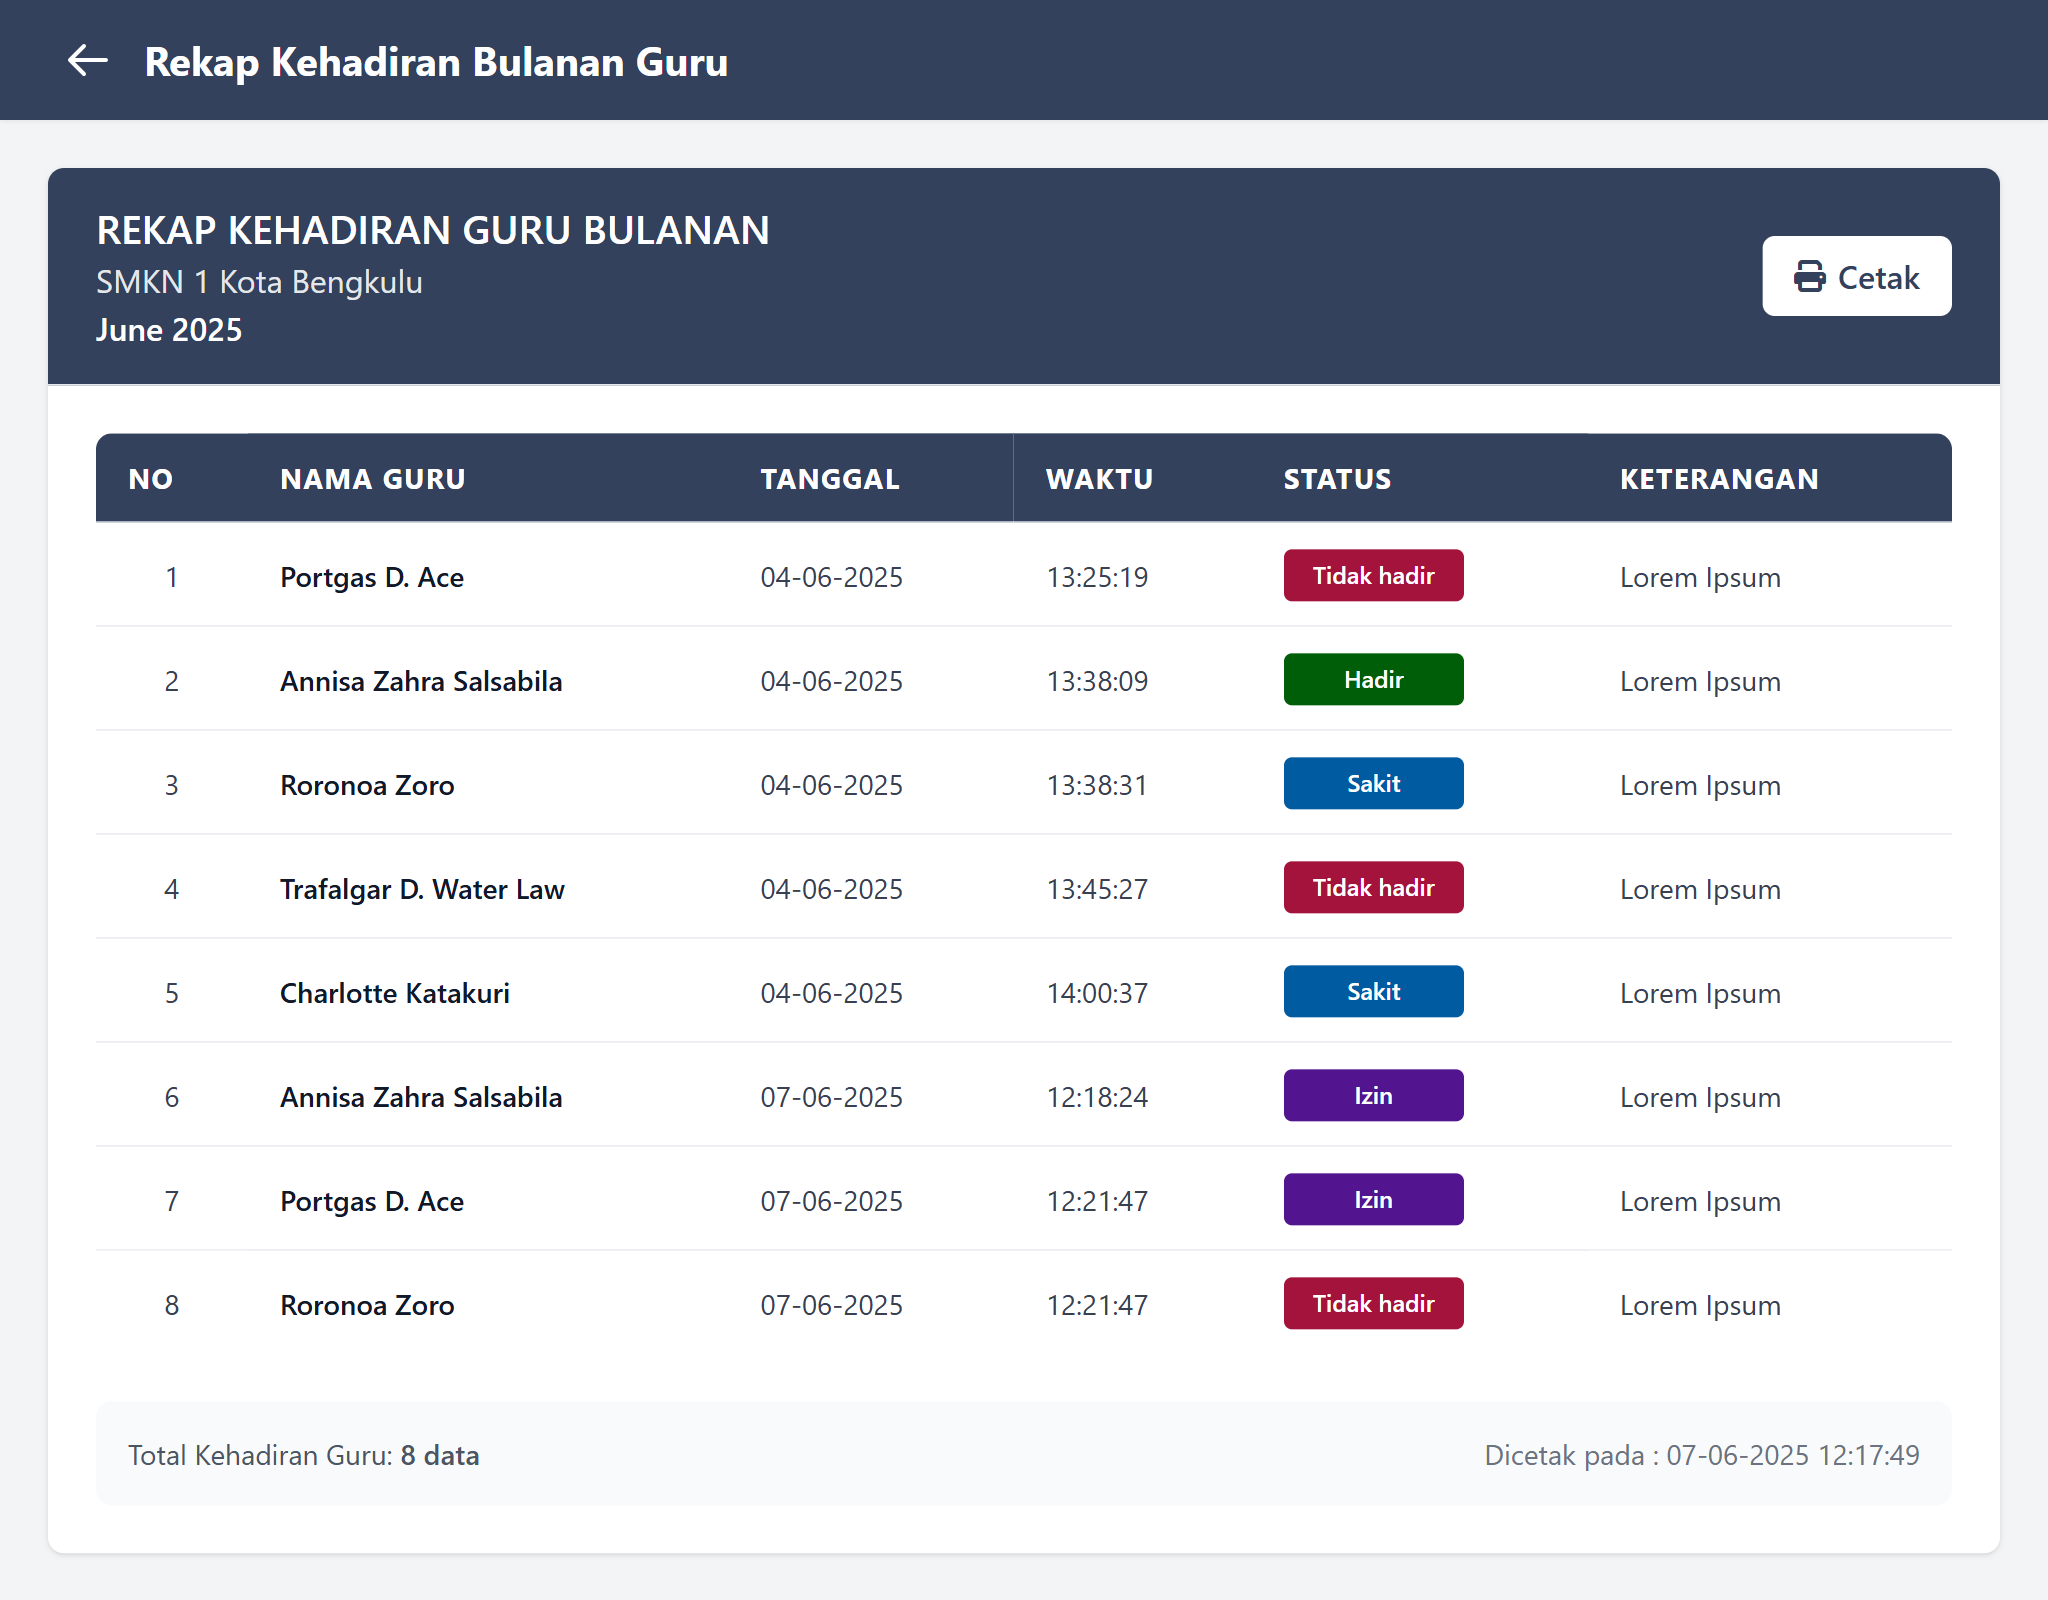 Rekap Kehadiran Bulanan Guru
REKAP KEHADIRAN GURU BULANAN
SMKN 1 Kota Bengkulu
June 2025
Cetak
NO NAMA GURU TANGGAL WAKTU STATUS KETERANGAN
1 Portgas D. Ace 04-06-2025 13:25:19 Tidak hadir Lorem Ipsum
2 Annisa Zahra Salsabila 04-06-2025 13:38:09 Hadir Lorem Ipsum
3 Roronoa Zoro 04-06-2025 13:38:31 Sakit Lorem Ipsum
4 Trafalgar D. Water Law 04-06-2025 13:45:27 Tidak hadir Lorem Ipsum
5 Charlotte Katakuri 04-06-2025 14:00:37 Sakit Lorem Ipsum
6 Annisa Zahra Salsabila 07-06-2025 12:18:24 Izin Lorem Ipsum
7 Portgas D. Ace 07-06-2025 12:21:47 Izin Lorem Ipsum
8 Roronoa Zoro 07-06-2025 12:21:47 Tidak hadir Lorem Ipsum
Total Kehadiran Guru: 8 data Dicetak pada : 07-06-2025 12:17:49